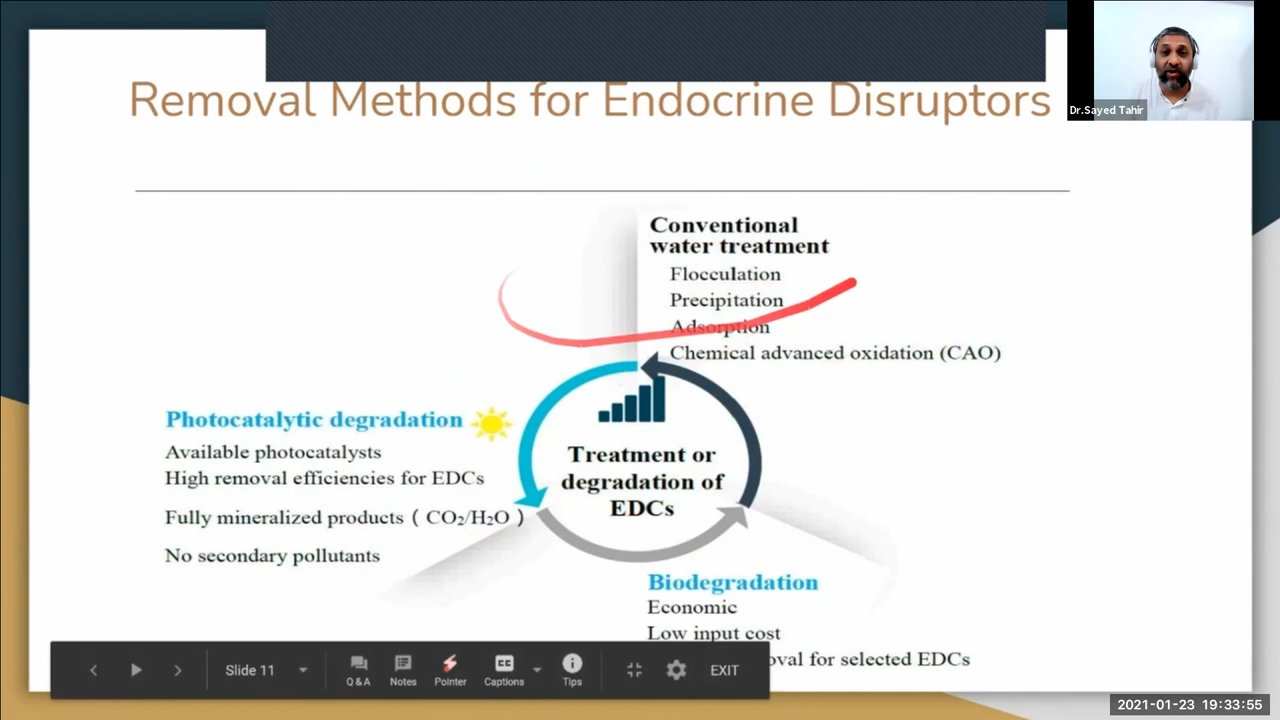 Removal Methods for Endocrine Disruptors
Dr.Sayed Tahir
Conventional
water treatment
Flocculation
Precipitation
Adsorption
Chemical advanced oxidation (CAO)
Photocatalytic degradation
Available photocatalysts
High removal efficiencies for EDCs
Fully mineralized products ( CO₂/H₂O )
No secondary pollutants
Treatment or
degradation of
EDCs
Biodegradation
Economic
Low input cost
oval for selected EDCs
Slide 11
Q & A
Notes
Pointer
CC
Captions
Tips
EXIT
2021-01-23 19:33:55